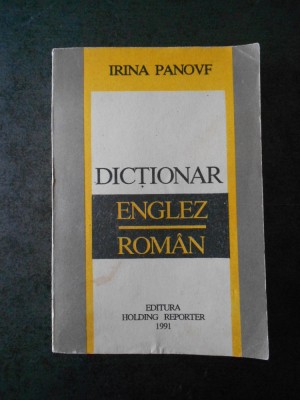 IRINA PANOVF
DICȚIONAR
ENGLEZ
ROMÂN
EDITURA
HOLDING REPORTER
1991